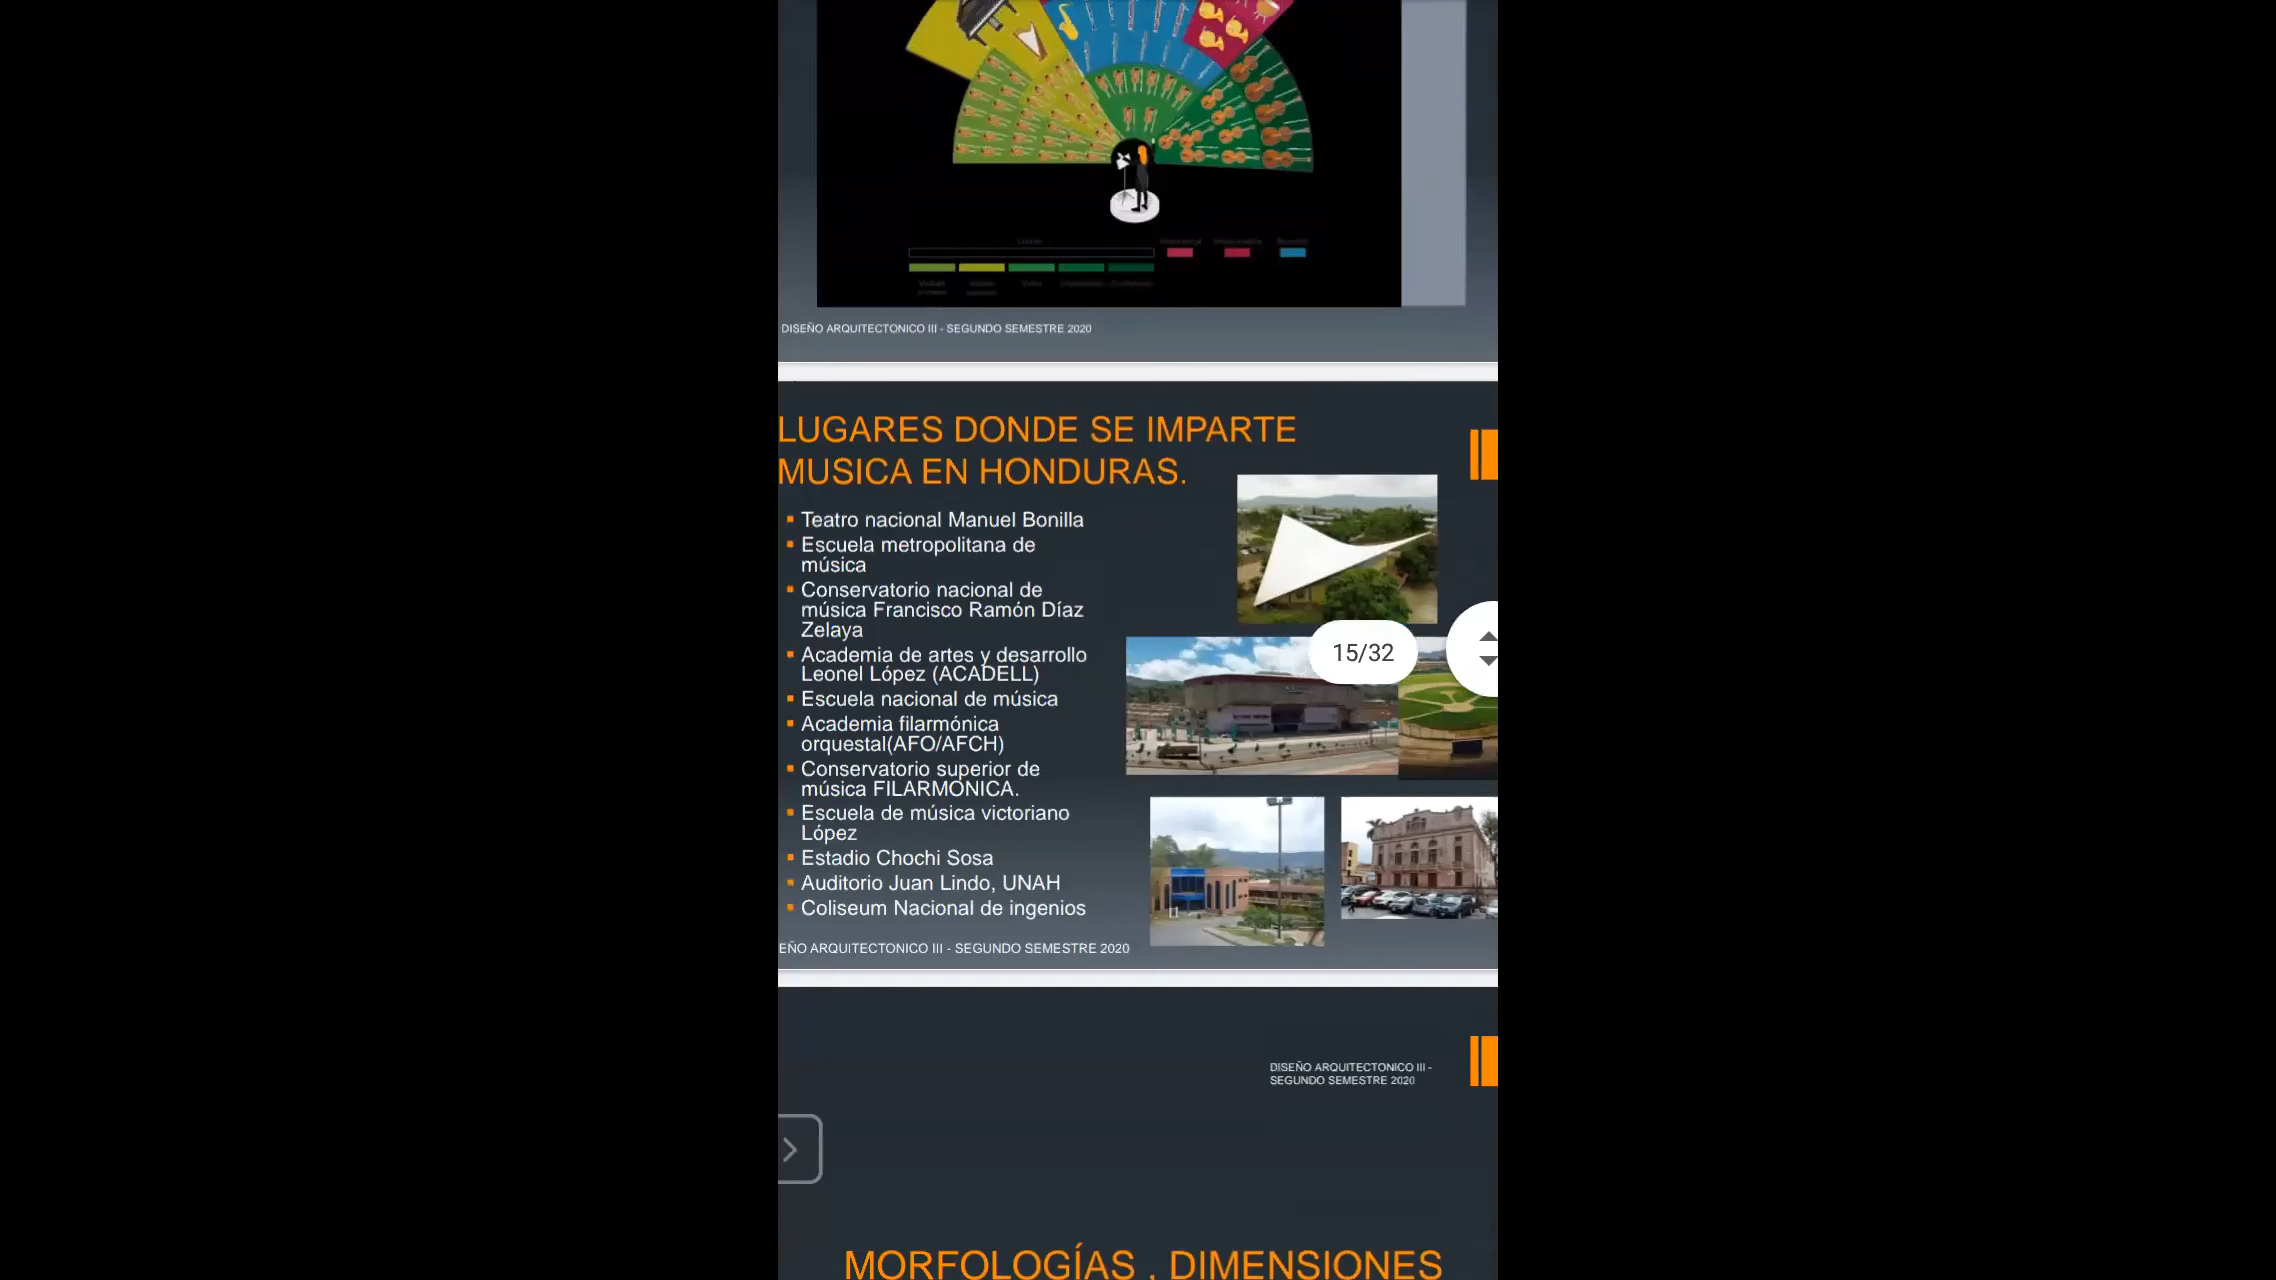 DISEÑO ARQUITECTONICO III - SEGUNDO SEMESTRE 2020
LUGARES DONDE SE IMPARTE
MUSICA EN HONDURAS.
Teatro nacional Manuel Bonilla
Escuela metropolitana de
música
Conservatorio nacional de
música Francisco Ramón Díaz
Zelaya
Academia de artes y desarrollo
Leonel López (ACADELL)
Escuela nacional de música
Academia filarmónica
orquestal(AFO/AFCH)
Conservatorio superior de
música FILARMONICA.
Escuela de música victoriano
López
Estadio Chochi Sosa
Auditorio Juan Lindo, UNAH
Coliseum Nacional de ingenios
15/32
EÑO ARQUITECTONICO III - SEGUNDO SEMESTRE 2020
DISEÑO ARQUITECTONICO III -
SEGUNDO SEMESTRE 2020
MORFOLOGÍAS , DIMENSIONES